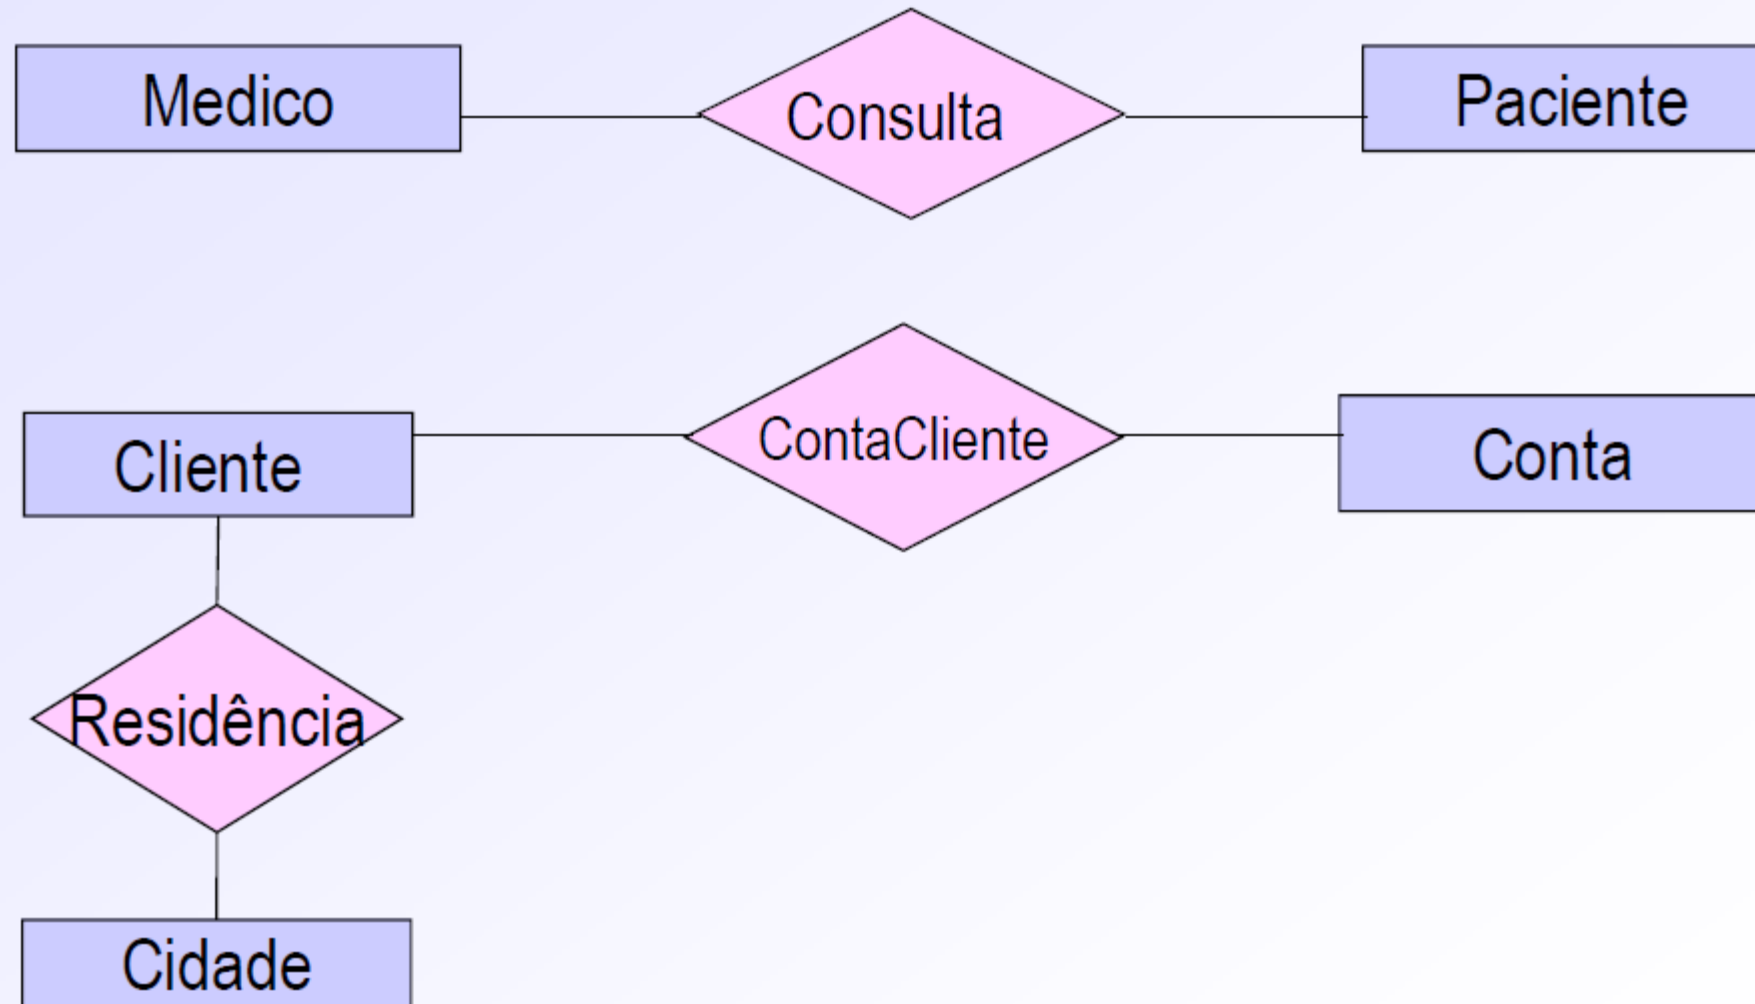 Medico
Consulta
Paciente
Cliente
ContaCliente
Conta
Residência
Cidade